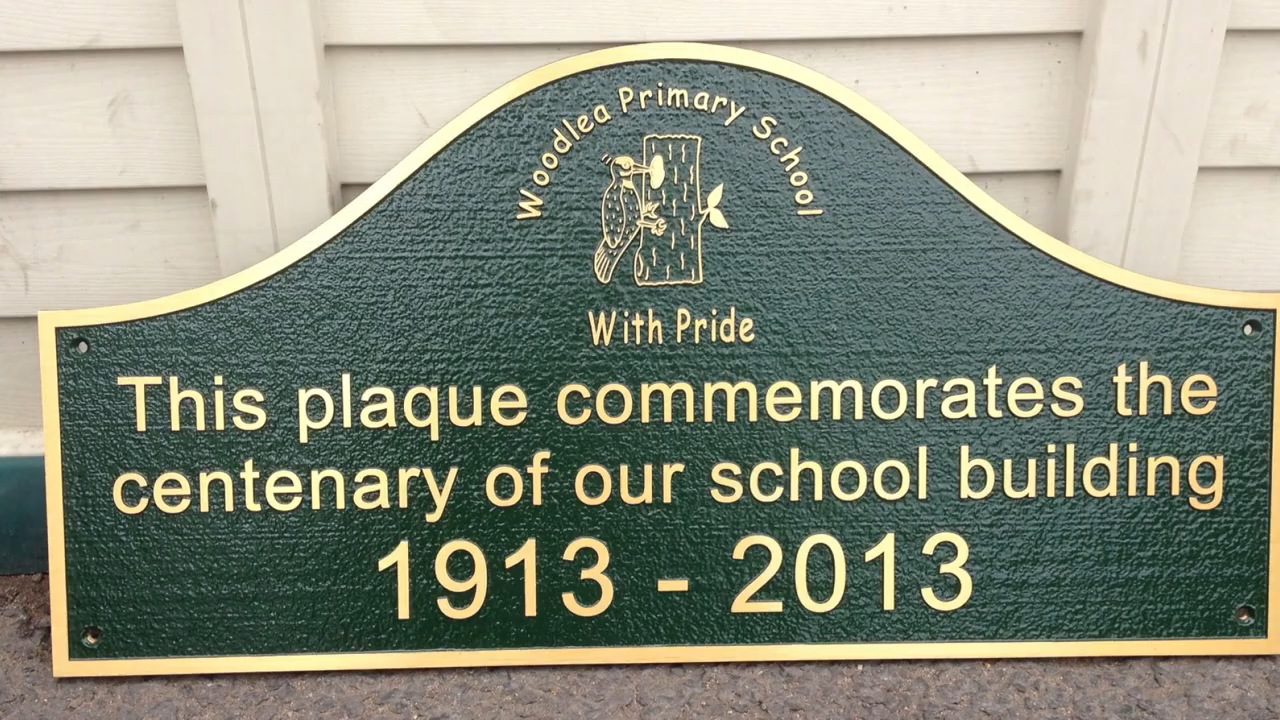 Woodlea Primary School
With Pride
This plaque commemorates the
centenary of our school building
1913 - 2013